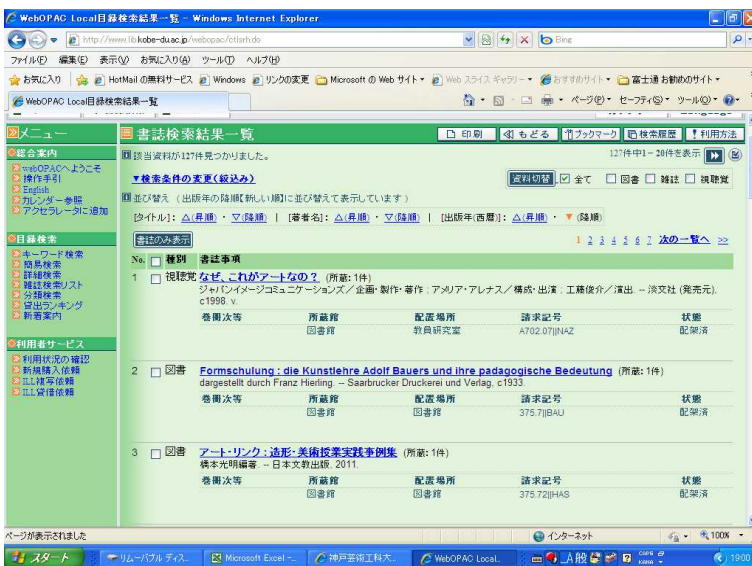 WebOPAC Local目録検索結果一覧 - Windows Internet Explorer
http://www.lib.kobe-du.ac.jp/webopac/ctlsrh.do
Bing
ファイル(F) 編集(E) 表示(V) お気に入り(A) ツール(T) ヘルプ(H)
お気に入り HotMail の無料サービス Windows リンクの変更 Microsoft の Web サイト Web スライス ギャラリー おすすめサイト 富士通 お勧めのサイト
WebOPAC Local目録検索結果一覧
ページ(P) セーフティ(S) ツール(O)
メニュー
書誌検索結果一覧
印刷 もどる ブックマーク 検索履歴 利用方法
総合案内
webOPACへようこそ
操作手引
English
カレンダー参照
アクセラレータに追加
目録検索
キーワード検索
簡易検索
詳細検索
雑誌検索リスト
分類検索
貸出ランキング
新着案内
利用者サービス
利用状況の確認
新規購入依頼
ILL複写依頼
ILL貸借依頼
該当資料が127件見つかりました。
127件中1-20件を表示
▼検索条件の変更(絞込み)
資料切替 全て 図書 雑誌 視聴覚
並び替え (出版年の降順[新しい順]に並び替えて表示しています)
[タイトル]: △(昇順)・▽(降順) | [著者名]: △(昇順)・▽(降順) | [出版年(西暦)]: △(昇順)・▼(降順)
書誌のみ表示
1 2 3 4 5 6 7 次の一覧へ >>
No. 種別 書誌事項
1 視聴覚 なぜ、これがアートなの? (所蔵:1件)
ジャパンイメージコミュニケーションズ/企画・製作・著作 ; アメリア・アレナス/構成・出演 ; 工藤俊介/演出. -- 淡交社 (発売元), c1998. v.
巻冊次等 所蔵館 配置場所 請求記号 状態
図書館 教員研究室 A702.07||NAZ 配架済
2 図書 Formschulung : die Kunstlehre Adolf Bauers und ihre padagogische Bedeutung (所蔵:1件)
dargestellt durch Franz Hierling. -- Saarbrucker Druckerei und Verlag, c1933.
巻冊次等 所蔵館 配置場所 請求記号 状態
図書館 図書館 375.7||BAU 配架済
3 図書 アート・リンク : 造形・美術授業実践事例集 (所蔵:1件)
橋本光明編著. -- 日本文教出版, 2011.
巻冊次等 所蔵館 配置場所 請求記号 状態
図書館 図書館 375.72||HAS 配架済
ページが表示されました
インターネット
100%
スタート リムーバブル ディス... Microsoft Excel -... 神戸芸術工科大... WebOPAC Local... A 般 CAPS KANA 19:00